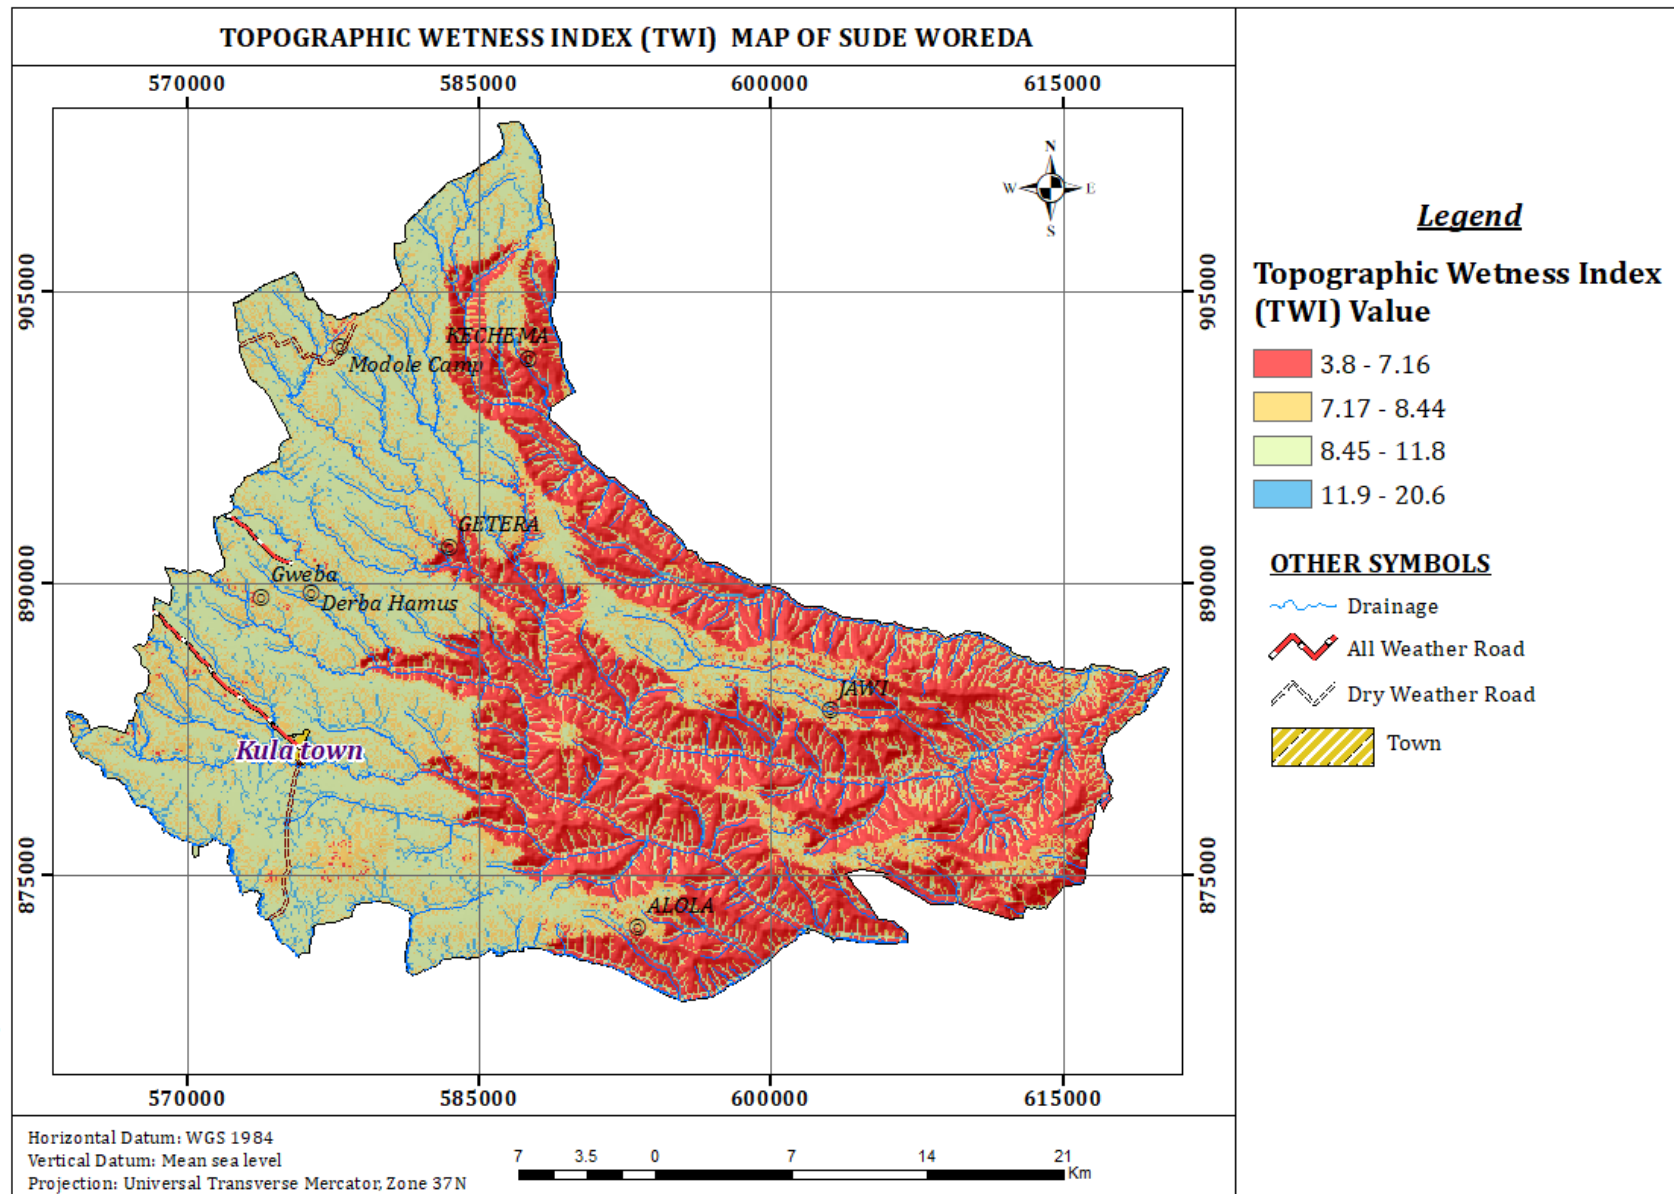 TOPOGRAPHIC WETNESS INDEX (TWI) MAP OF SUDE WOREDA
570000 585000 600000 615000
N
W E
S
905000 905000
KECHEMA
Modole Camp
GETERA
890000 890000
Gweba
Derba Hamus
JAWI
Kula town
875000 875000
ALOLA
570000 585000 600000 615000
Horizontal Datum: WGS 1984
Vertical Datum: Mean sea level
Projection: Universal Transverse Mercator, Zone 37N
7 3.5 0 7 14 21
Km
Legend
Topographic Wetness Index
(TWI) Value
3.8 - 7.16
7.17 - 8.44
8.45 - 11.8
11.9 - 20.6
OTHER SYMBOLS
Drainage
All Weather Road
Dry Weather Road
Town